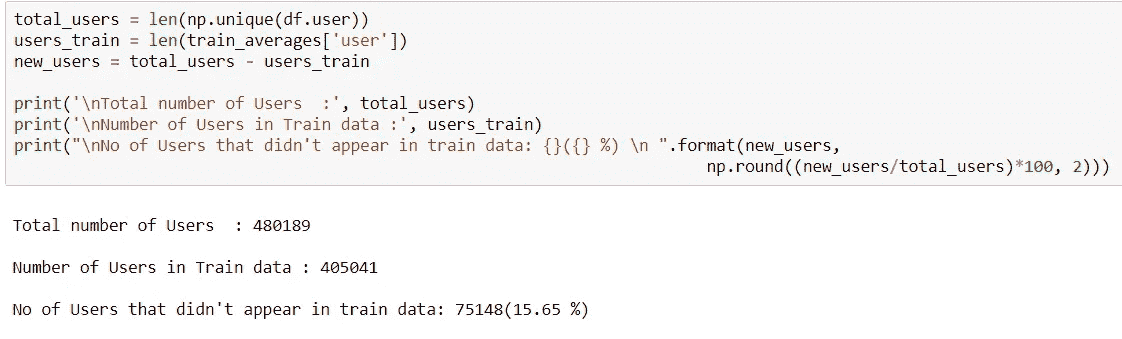 total_users = len(np.unique(df.user))
users_train = len(train_averages['user'])
new_users = total_users - users_train
print('\nTotal number of Users  :', total_users)
print('\nNumber of Users in Train data :', users_train)
print("\nNo of Users that didn't appear in train data: {}({} %) \n ".format(new_users,
np.round((new_users/total_users)*100, 2)))
Total number of Users  : 480189
Number of Users in Train data : 405041
No of Users that didn't appear in train data: 75148(15.65 %)